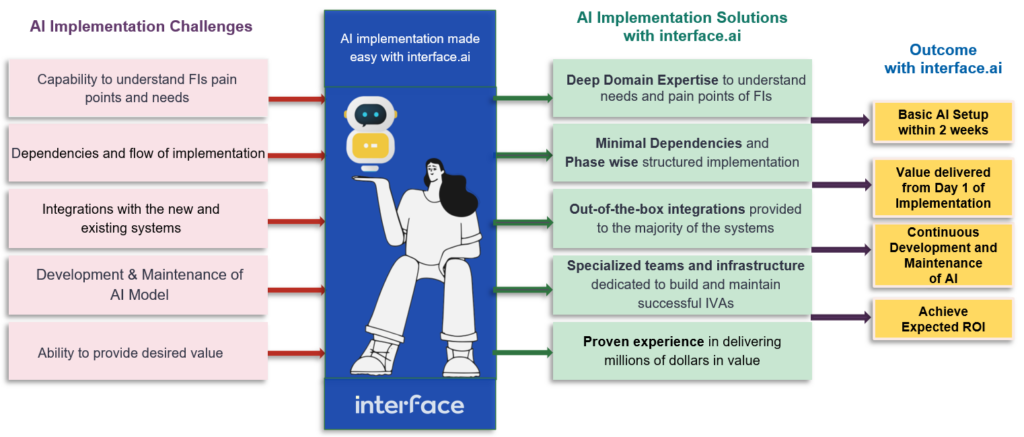 AI Implementation Challenges
Capability to understand FIs pain
points and needs
Dependencies and flow of implementation
Integrations with the new and
existing systems
Development & Maintenance of
AI Model
Ability to provide desired value
AI implementation made
easy with interface.ai
interface
AI Implementation Solutions
with interface.ai
Deep Domain Expertise to understand
needs and pain points of FIs
Minimal Dependencies and
Phase wise structured implementation
Out-of-the-box integrations provided
to the majority of the systems
Specialized teams and infrastructure
dedicated to build and maintain
successful IVAs
Proven experience in delivering
millions of dollars in value
Outcome
with interface.ai
Basic AI Setup
within 2 weeks
Value delivered
from Day 1 of
Implementation
Continuous
Development and
Maintenance
of AI
Achieve
Expected ROI